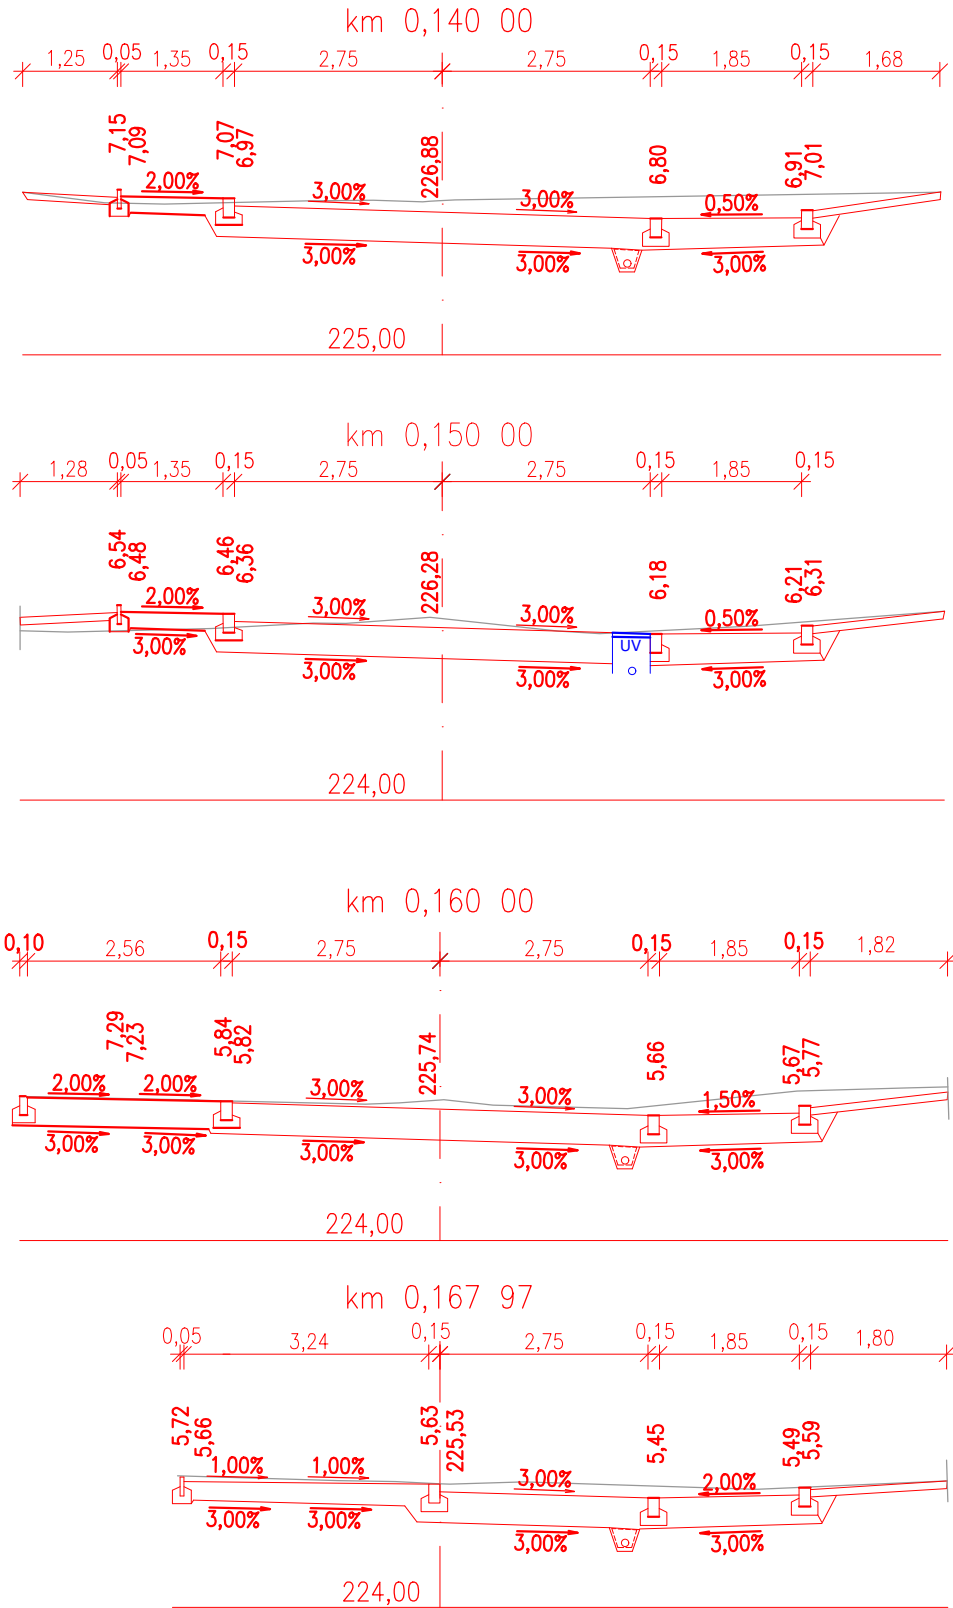 km 0,140 00
1,25 0,05 1,35 0,15 2,75 2,75 0,15 1,85 0,15 1,68
7,15 7,09 7,07 6,97 226,88 6,80 6,91 7,01
2,00% 3,00% 3,00% 0,50%
3,00% 3,00% 3,00%
225,00
km 0,150 00
1,28 0,05 1,35 0,15 2,75 2,75 0,15 1,85 0,15
6,54 6,48 6,46 6,36 226,28 6,18 6,21 6,31
2,00% 3,00% 3,00% 0,50%
3,00% UV
3,00% 3,00% 3,00%
224,00
km 0,160 00
0,10 2,56 0,15 2,75 2,75 0,15 1,85 0,15 1,82
7,29 7,23 5,84 5,82 225,74 5,66 5,67 5,77
2,00% 2,00% 3,00% 3,00% 1,50%
3,00% 3,00% 3,00% 3,00% 3,00%
224,00
km 0,167 97
0,05 3,24 0,15 2,75 0,15 1,85 0,15 1,80
5,72 5,66 5,63 225,53 5,45 5,49 5,59
1,00% 1,00% 3,00% 2,00%
3,00% 3,00% 3,00% 3,00%
224,00